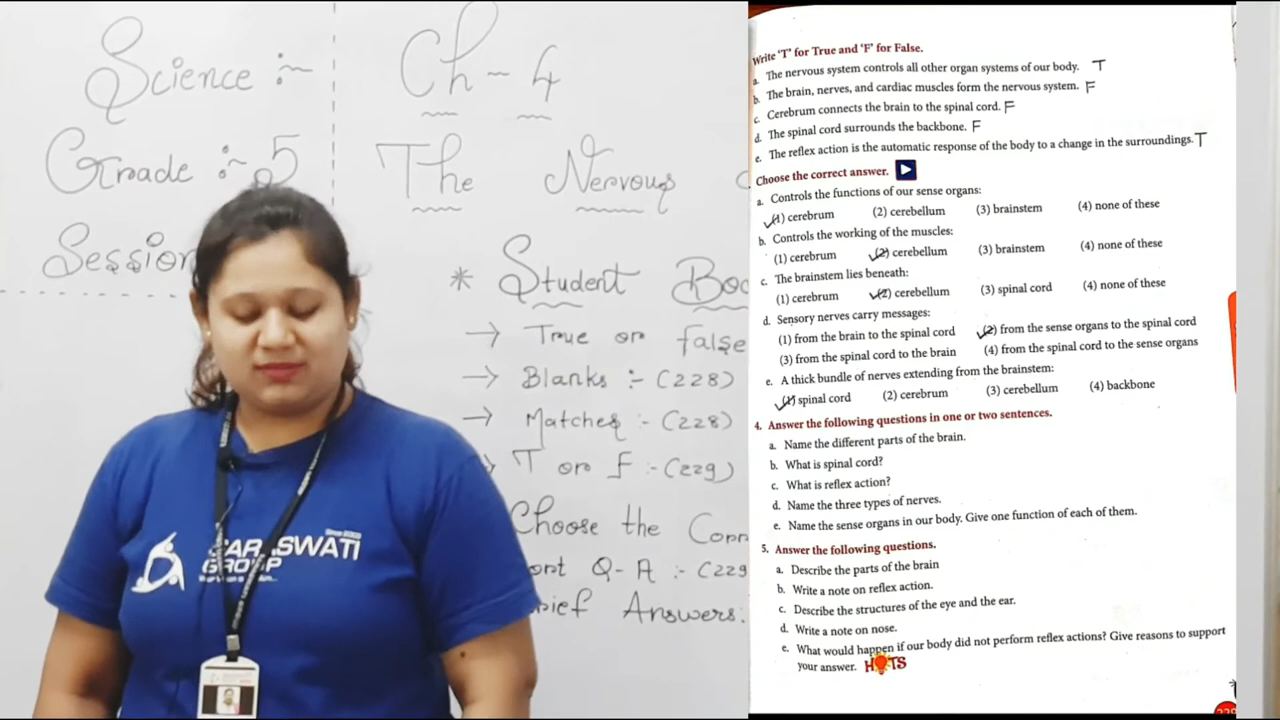 Science :- Ch - 4
Grade :- 5 The Nervous
Session
* Student Boo
→ True or false
→ Blanks :- (228)
→ Matches :- (228)
T or F :- (229)
Choose the Corr
ort Q-A :- (229
rief Answers:
SARASWATI
GROUP
Write 'T' for True and 'F' for False.
a. The nervous system controls all other organ systems of our body. T
b. The brain, nerves, and cardiac muscles form the nervous system. F
c. Cerebrum connects the brain to the spinal cord. F
d. The spinal cord surrounds the backbone. F
e. The reflex action is the automatic response of the body to a change in the surroundings. T
Choose the correct answer.
a. Controls the functions of our sense organs:
(1) cerebrum (2) cerebellum (3) brainstem (4) none of these
b. Controls the working of the muscles:
(1) cerebrum (2) cerebellum (3) brainstem (4) none of these
c. The brainstem lies beneath:
(1) cerebrum (2) cerebellum (3) spinal cord (4) none of these
d. Sensory nerves carry messages:
(1) from the brain to the spinal cord (2) from the sense organs to the spinal cord
(3) from the spinal cord to the brain (4) from the spinal cord to the sense organs
e. A thick bundle of nerves extending from the brainstem:
(1) spinal cord (2) cerebrum (3) cerebellum (4) backbone
4. Answer the following questions in one or two sentences.
a. Name the different parts of the brain.
b. What is spinal cord?
c. What is reflex action?
d. Name the three types of nerves.
e. Name the sense organs in our body. Give one function of each of them.
5. Answer the following questions.
a. Describe the parts of the brain
b. Write a note on reflex action.
c. Describe the structures of the eye and the ear.
d. Write a note on nose.
e. What would happen if our body did not perform reflex actions? Give reasons to support
your answer. HOTS